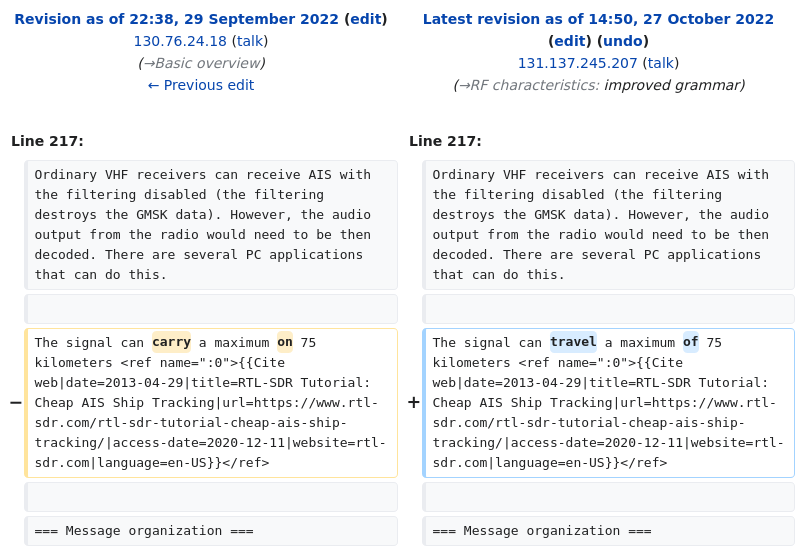 Revision as of 22:38, 29 September 2022 (edit)
130.76.24.18 (talk)
(→Basic overview)
← Previous edit
Latest revision as of 14:50, 27 October 2022
(edit) (undo)
131.137.245.207 (talk)
(→RF characteristics: improved grammar)
Line 217:
Line 217:
Ordinary VHF receivers can receive AIS with
the filtering disabled (the filtering
destroys the GMSK data). However, the audio
output from the radio would need to be then
decoded. There are several PC applications
that can do this.
Ordinary VHF receivers can receive AIS with
the filtering disabled (the filtering
destroys the GMSK data). However, the audio
output from the radio would need to be then
decoded. There are several PC applications
that can do this.
−
The signal can carry a maximum on 75
kilometers <ref name=":0">{{Cite
web|date=2013-04-29|title=RTL-SDR Tutorial:
Cheap AIS Ship Tracking|url=https://www.rtl-
sdr.com/rtl-sdr-tutorial-cheap-ais-ship-
tracking/|access-date=2020-12-11|website=rtl-
sdr.com|language=en-US}}</ref>
+
The signal can travel a maximum of 75
kilometers <ref name=":0">{{Cite
web|date=2013-04-29|title=RTL-SDR Tutorial:
Cheap AIS Ship Tracking|url=https://www.rtl-
sdr.com/rtl-sdr-tutorial-cheap-ais-ship-
tracking/|access-date=2020-12-11|website=rtl-
sdr.com|language=en-US}}</ref>
=== Message organization ===
=== Message organization ===